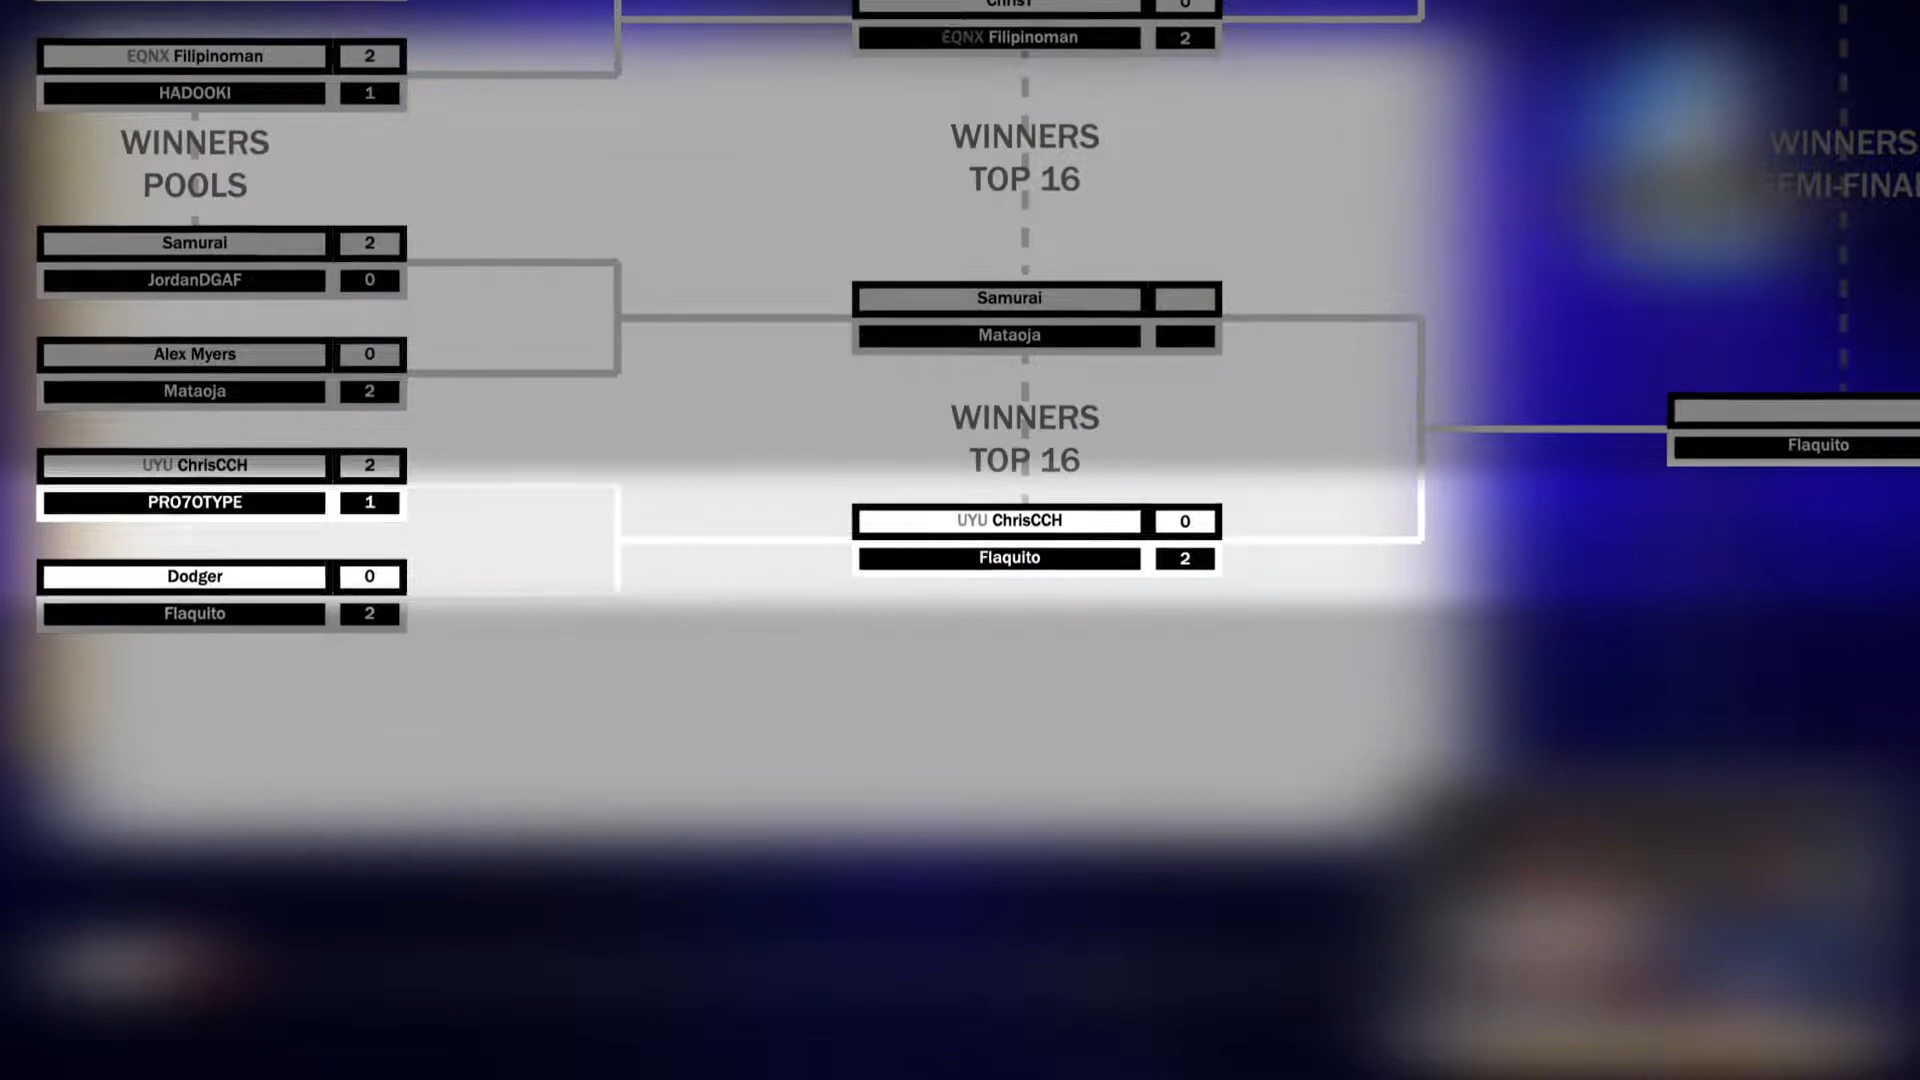 EQNX Filipinoman 2
HADOOKI 1
WINNERS
POOLS
Samurai 2
JordanDGAF 0
Alex Myers 0
Mataoja 2
UYU ChrisCCH 2
PRO7OTYPE 1
Dodger 0
Flaquito 2
ChrisT 0
EQNX Filipinoman 2
WINNERS
TOP 16
Samurai
Mataoja
WINNERS
TOP 16
UYU ChrisCCH 0
Flaquito 2
WINNERS
Flaquito